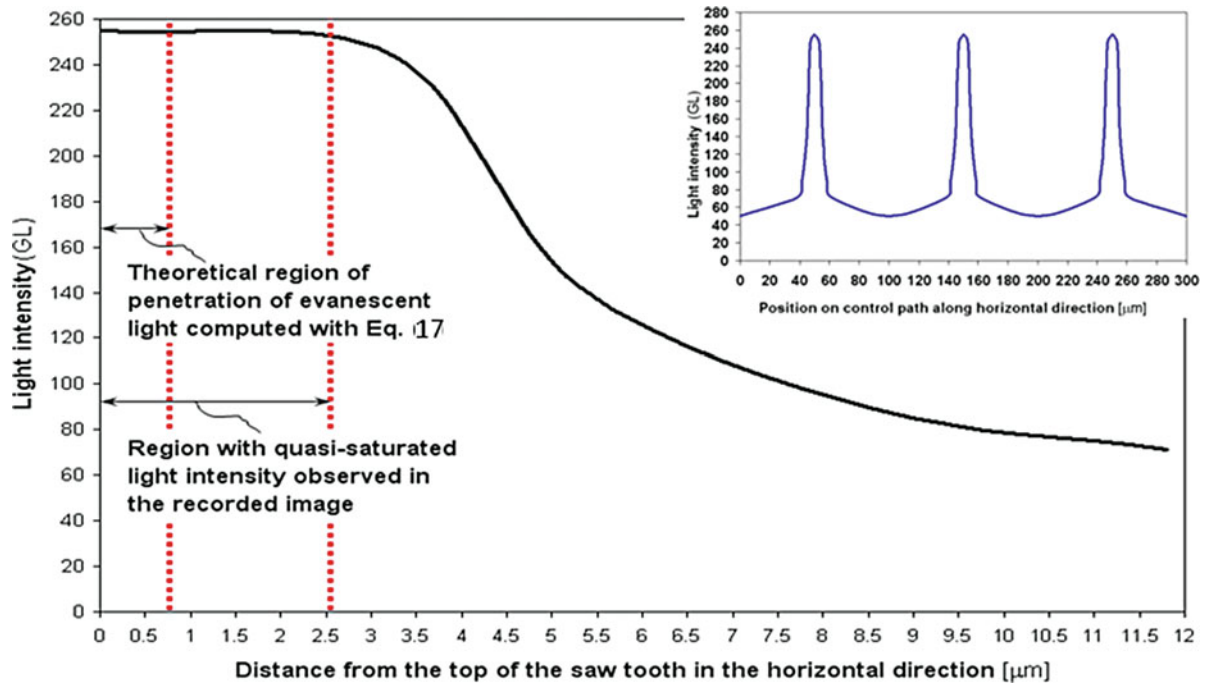 260
240
220
200
180
160
140
120
100
80
60
40
20
0
Light intensity(GL)
Theoretical region of
penetration of evanescent
light computed with Eq. (17)
Region with quasi-saturated
light intensity observed in
the recorded image
0 0.5 1 1.5 2 2.5 3 3.5 4 4.5 5 5.5 6 6.5 7 7.5 8 8.5 9 9.5 10 10.5 11 11.5 12
Distance from the top of the saw tooth in the horizontal direction [μm]
280
260
240
220
200
180
160
140
120
100
80
60
40
20
0
Light intensity (GL)
0 20 40 60 80 100 120 140 160 180 200 220 240 260 280 300
Position on control path along horizontal direction [μm]